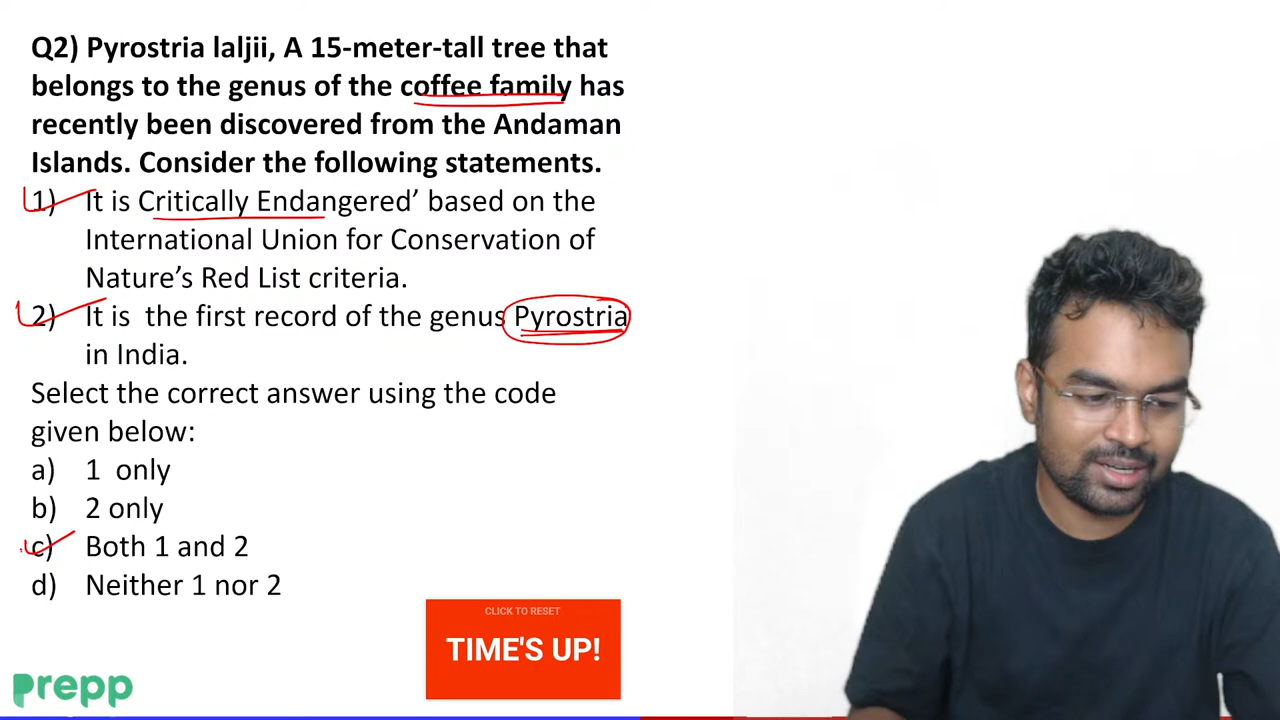 Q2) Pyrostria laljii, A 15-meter-tall tree that
belongs to the genus of the coffee family has
recently been discovered from the Andaman
Islands. Consider the following statements.
1) It is Critically Endangered’ based on the
International Union for Conservation of
Nature’s Red List criteria.
2) It is the first record of the genus Pyrostria
in India.
Select the correct answer using the code
given below:
a) 1 only
b) 2 only
c) Both 1 and 2
d) Neither 1 nor 2
CLICK TO RESET
TIME'S UP!
prepp